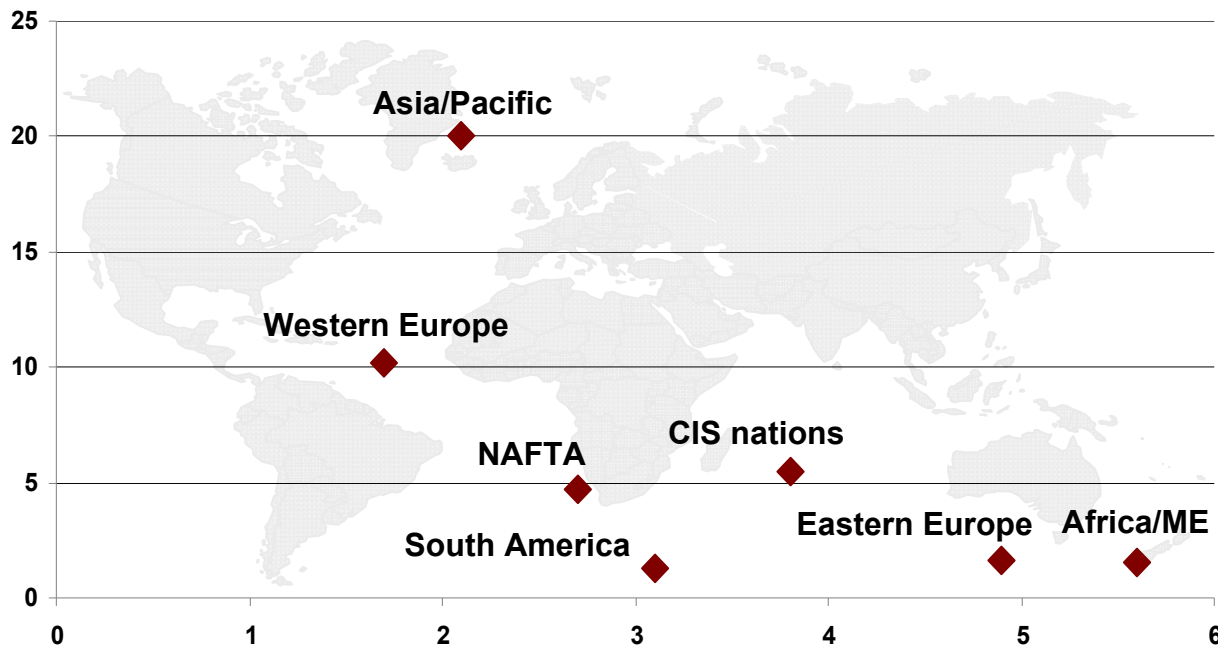 25
Asia/Pacific
20
15
Western Europe
10
CIS nations
NAFTA
5
Eastern Europe
Africa/ME
South America
0
0 1 2 3 4 5 6